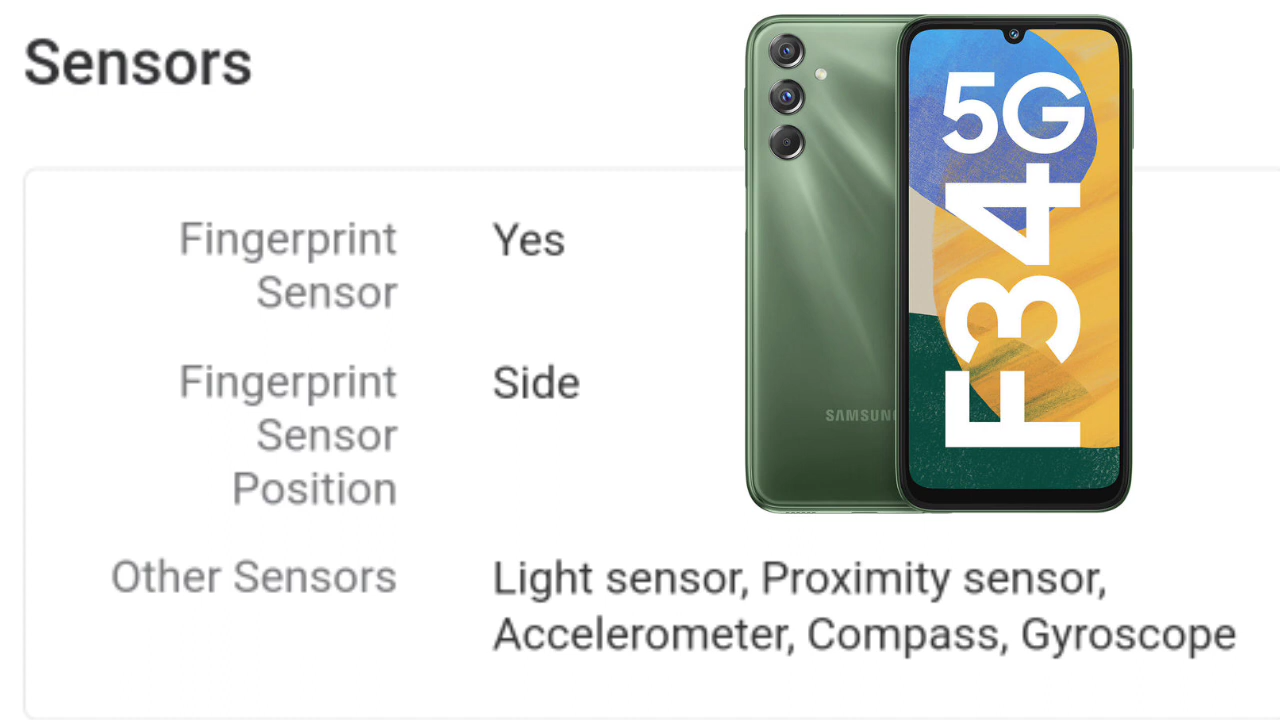 Sensors
Fingerprint
Sensor
Yes
Fingerprint
Sensor
Position
Side
Other Sensors
Light sensor, Proximity sensor,
Accelerometer, Compass, Gyroscope
SAMSUN
5G
F34